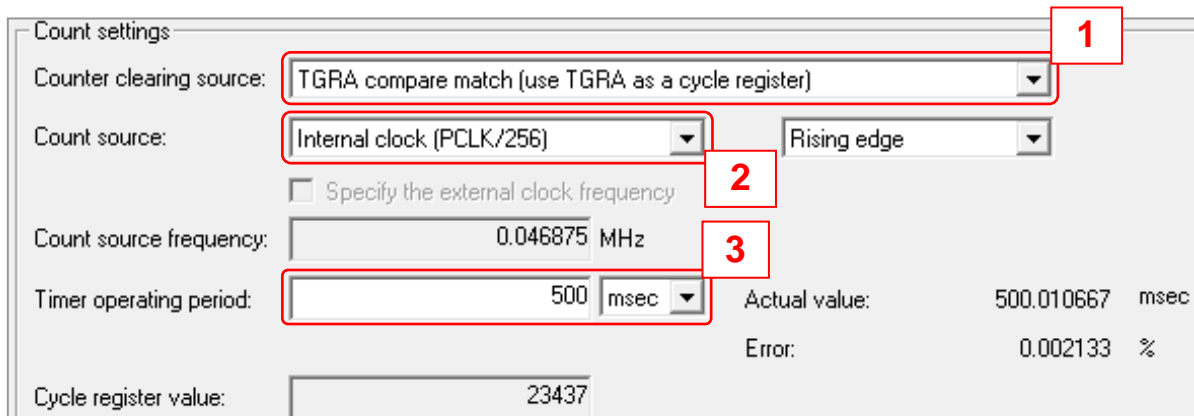 Count settings
1
Counter clearing source: TGRA compare match (use TGRA as a cycle register)
Count source: Internal clock (PCLK/256) Rising edge
2
Specify the external clock frequency
Count source frequency: 0.046875 MHz
3
Timer operating period: 500 msec Actual value: 500.010667 msec
Error: 0.002133 %
Cycle register value: 23437